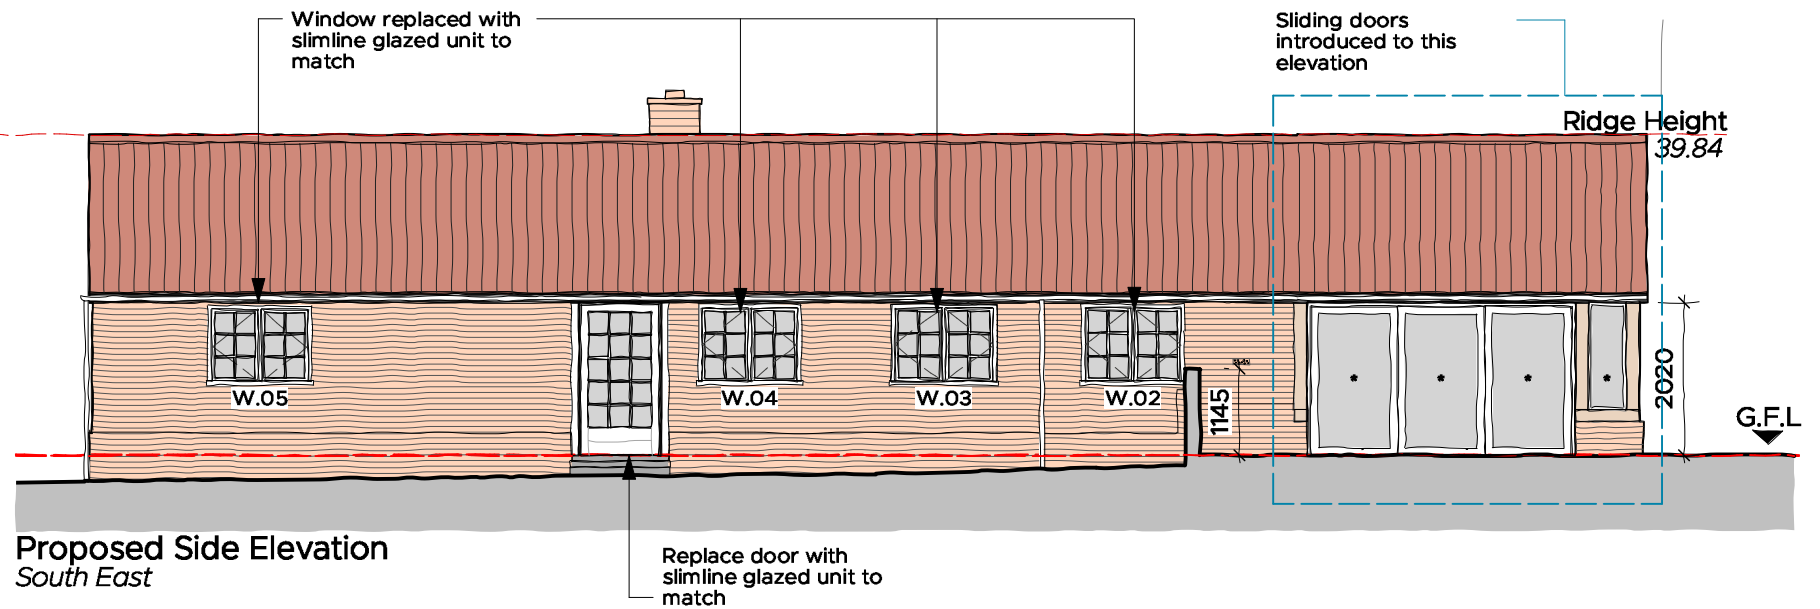 Window replaced with
slimline glazed unit to
match
Sliding doors
introduced to this
elevation
Ridge Height
39.84
W.05
W.04
W.03
W.02
1145
2020
G.F.L
Proposed Side Elevation
South East
Replace door with
slimline glazed unit to
match